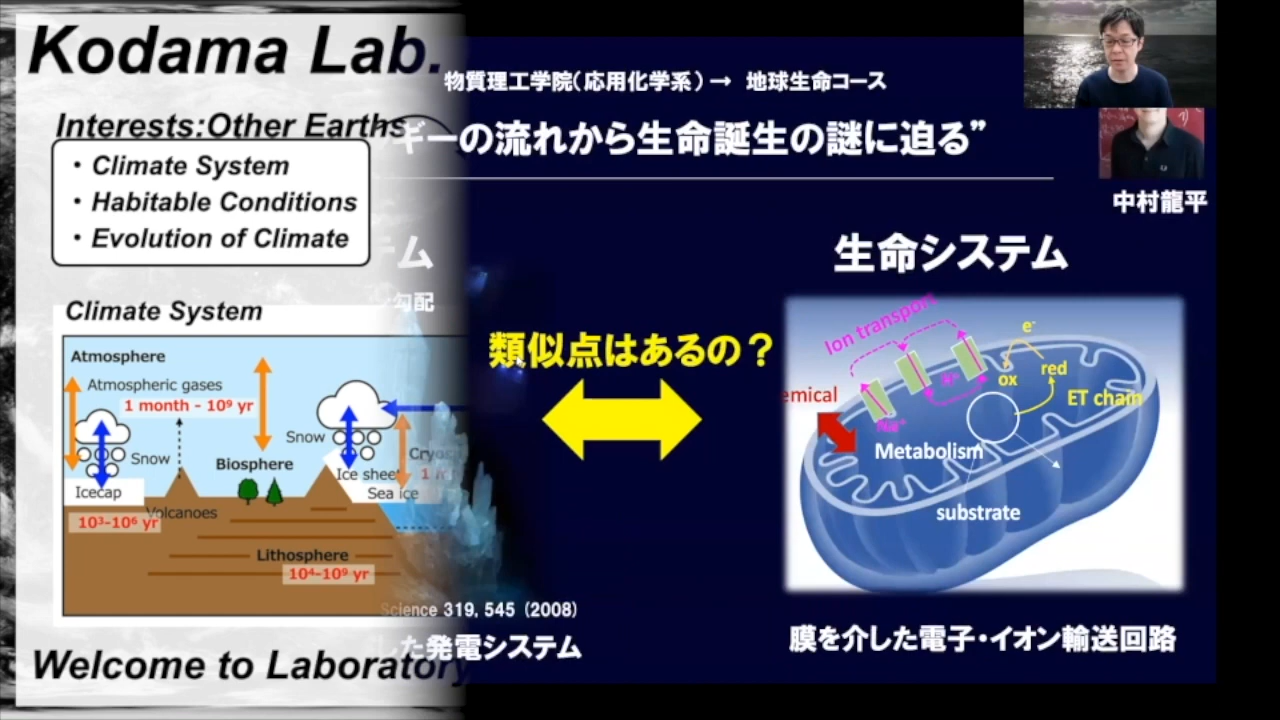 Kodama Lab.
Interests:Other Earths
・Climate System
・Habitable Conditions
・Evolution of Climate
Climate System
Atmosphere
Atmospheric gases
1 month - 10⁹ yr
Snow
Snow
Biosphere
Ice sheet
Sea ice
Icecap
Volcanoes
10³-10⁶ yr
Lithosphere
10⁴-10⁹ yr
Welcome to Laboratory
物質理工学院(応用化学系)→ 地球生命コース
ギーの流れから生命誕生の謎に迫る”
中村龍平
テム
ン勾配
類似点はあるの？
Science 319, 545 (2008)
した発電システム
生命システム
Ion transport
e⁻
ox
red
ET chain
emical
Na⁺
Metabolism
substrate
膜を介した電子・イオン輸送回路